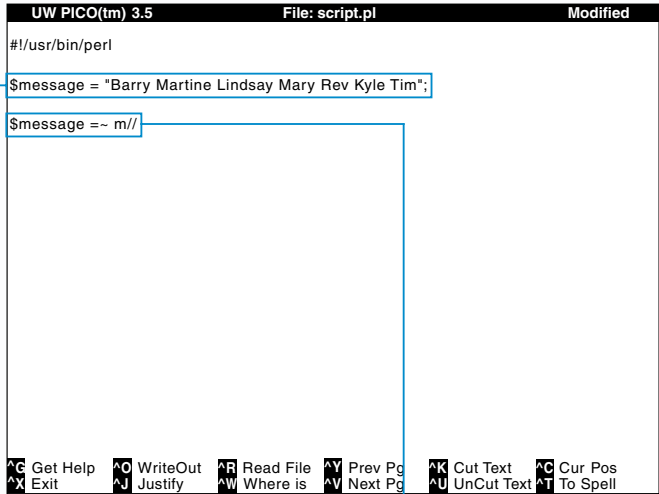 UW PICO(tm) 3.5 File: script.pl Modified
#!/usr/bin/perl
$message = "Barry Martine Lindsay Mary Rev Kyle Tim";
$message =~ m//
^G Get Help ^O WriteOut ^R Read File ^Y Prev Pg ^K Cut Text ^C Cur Pos
^X Exit ^J Justify ^W Where is ^V Next Pg ^U UnCut Text ^T To Spell